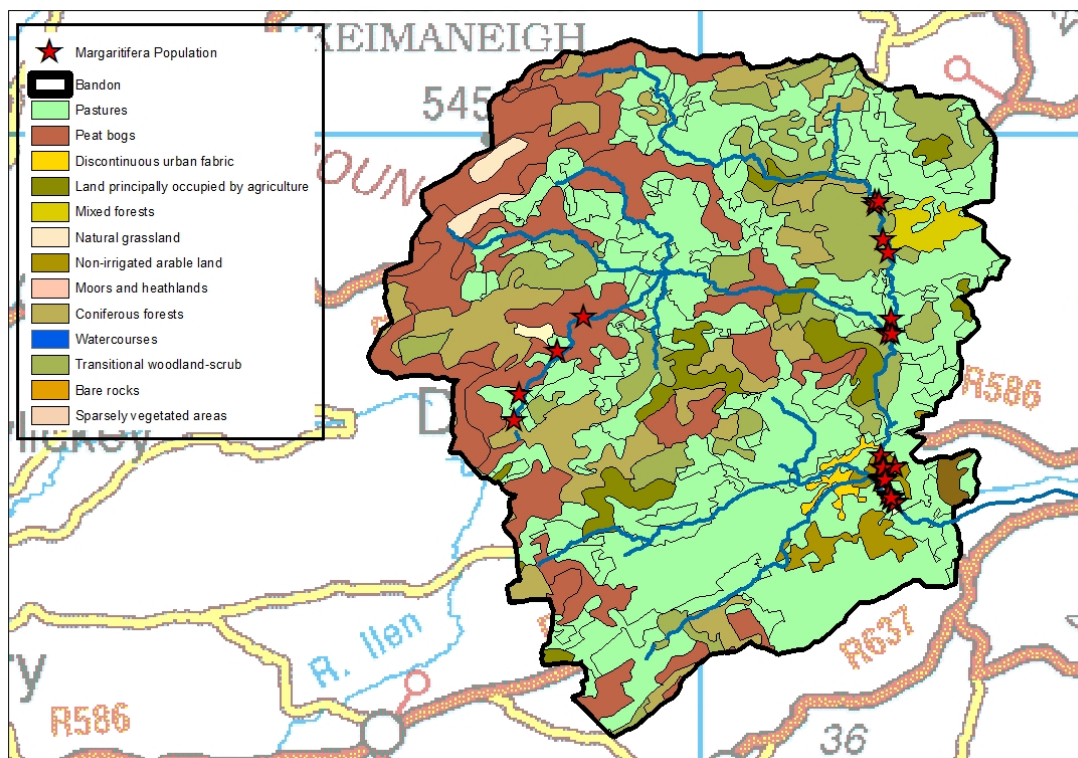 KEIMANEIGH
Margaritifera Population
Bandon
Pastures
Peat bogs
Discontinuous urban fabric
Land principally occupied by agriculture
Mixed forests
Natural grassland
Non-irrigated arable land
Moors and heathlands
Coniferous forests
Watercourses
Transitional woodland-scrub
Bare rocks
Sparsely vegetated areas
545
OUN
D
R586
R637
R. Ilen
ry
R586
36